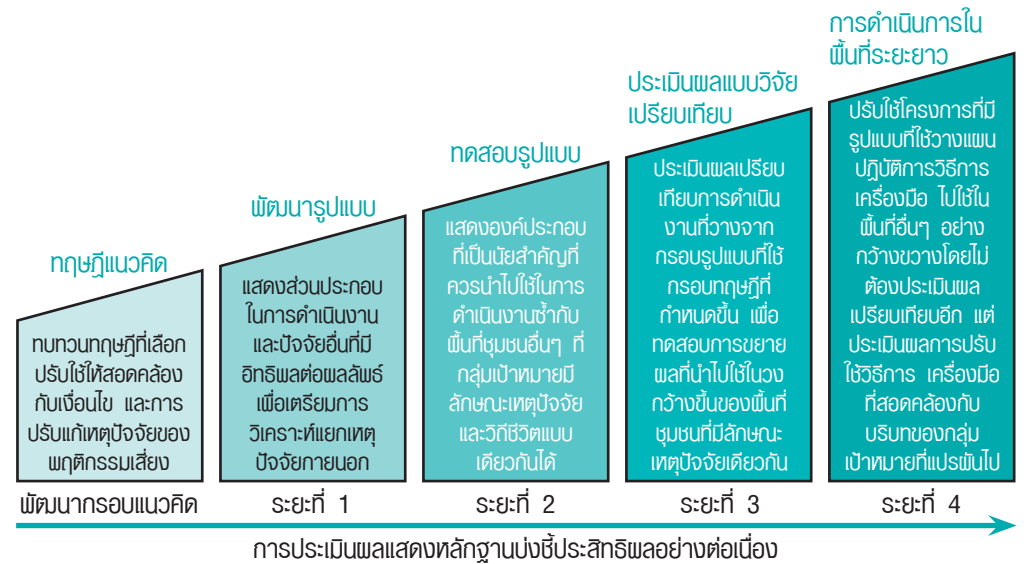 ทฤษฎีแนวคิด
ทบทวนทฤษฎีที่เลือก
ปรับใช้ให้สอดคล้อง
กับเงื่อนไข และการ
ปรับแก้เหตุปัจจัยของ
พฤติกรรมเสี่ยง
พัฒนากรอบแนวคิด
พัฒนารูปแบบ
แสดงส่วนประกอบ
ในการดำเนินงาน
และปัจจัยอื่นที่มี
อิทธิพลต่อผลลัพธ์
เพื่อเตรียมการ
วิเคราะห์แยกเหตุ
ปัจจัยภายนอก
ระยะที่ 1
ทดสอบรูปแบบ
แสดงองค์ประกอบ
ที่เป็นนัยสำคัญที่
ควรนำไปใช้ในการ
ดำเนินงานซ้ำกับ
พื้นที่ชุมชนอื่นๆ ที่
กลุ่มเป้าหมายมี
ลักษณะเหตุปัจจัย
และวิถีชีวิตแบบ
เดียวกันได้
ระยะที่ 2
ประเมินผลแบบวิจัย
เปรียบเทียบ
ประเมินผลเปรียบ
เทียบการดำเนิน
งานที่วางจาก
กรอบรูปแบบที่ใช้
กรอบทฤษฎีที่
กำหนดขึ้น เพื่อ
ทดสอบการขยาย
ผลที่นำไปใช้ในวง
กว้างขึ้นของพื้นที่
ชุมชนที่มีลักษณะ
เหตุปัจจัยเดียวกัน
ระยะที่ 3
การดำเนินการใน
พื้นที่ระยะยาว
ปรับใช้โครงการที่มี
รูปแบบที่ใช้วางแผน
ปฏิบัติการวิธีการ
เครื่องมือ ไปใช้ใน
พื้นที่อื่นๆ อย่าง
กว้างขวางโดยไม่
ต้องประเมินผล
เปรียบเทียบอีก แต่
ประเมินผลการปรับ
ใช้วิธีการ เครื่องมือ
ที่สอดคล้องกับ
บริบทของกลุ่ม
เป้าหมายที่แปรผันไป
ระยะที่ 4
การประเมินผลแสดงหลักฐานบ่งชี้ประสิทธิผลอย่างต่อเนื่อง